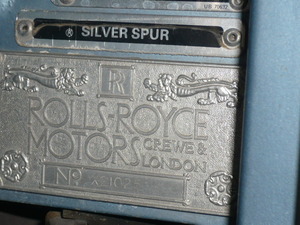 ® SILVER SPUR
RR
ROLLS-ROYCE
MOTORS CREWE &
LONDON
Nº